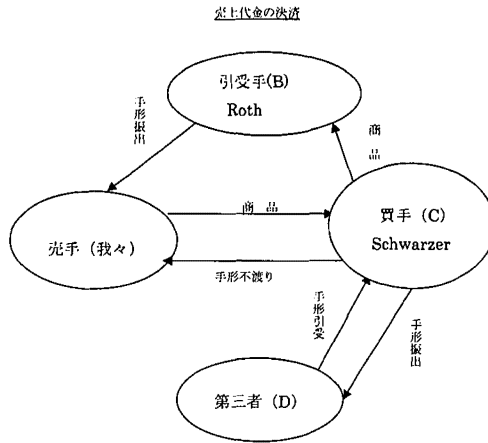 売上代金の決済
引受手(B)
Roth
手形振出
商品
商品
売手（我々）
買手（C）
Schwarzer
手形不渡り
手形引受
手形振出
第三者（D）